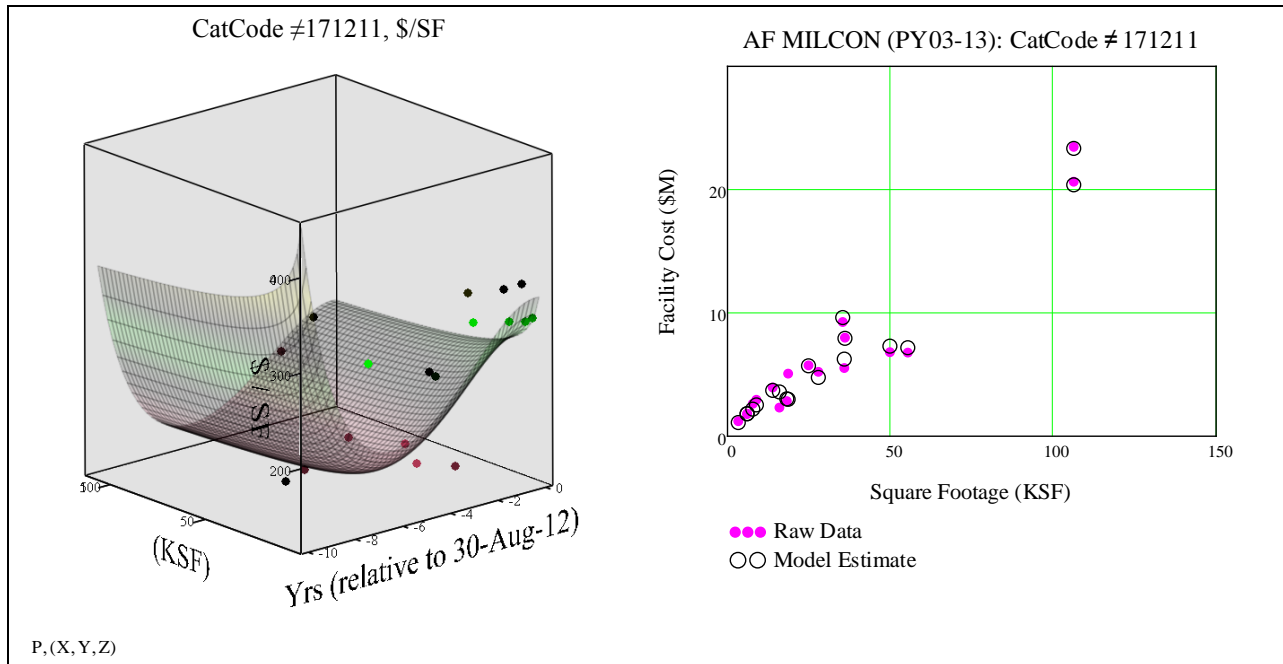 CatCode ≠171211, $/SF
400
300
$ / SF
200
100
50
(KSF)
-10
-8
-6
-4
-2
0
Yrs (relative to 30-Aug-12)
P, (X, Y, Z)
AF MILCON (PY03-13): CatCode ≠ 171211
Facility Cost ($M)
20
10
0
0
50
100
150
Square Footage (KSF)
Raw Data
Model Estimate